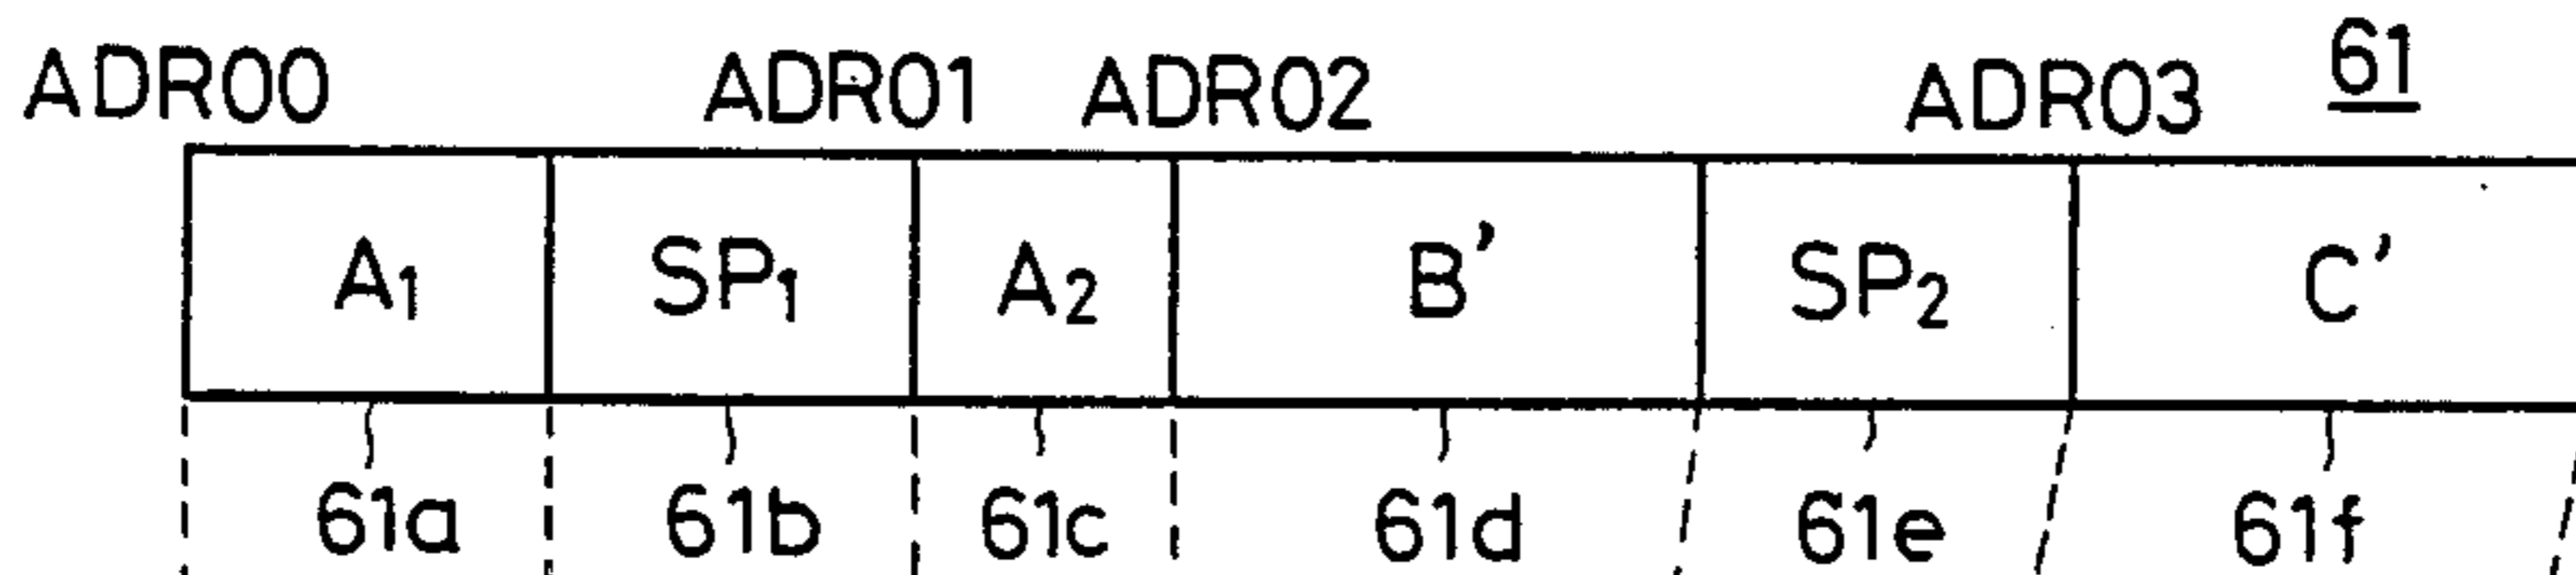 ADR00 ADR01 ADR02 ADR03 61
A1 SP1 A2 B' SP2 C'
61a 61b 61c 61d 61e 61f